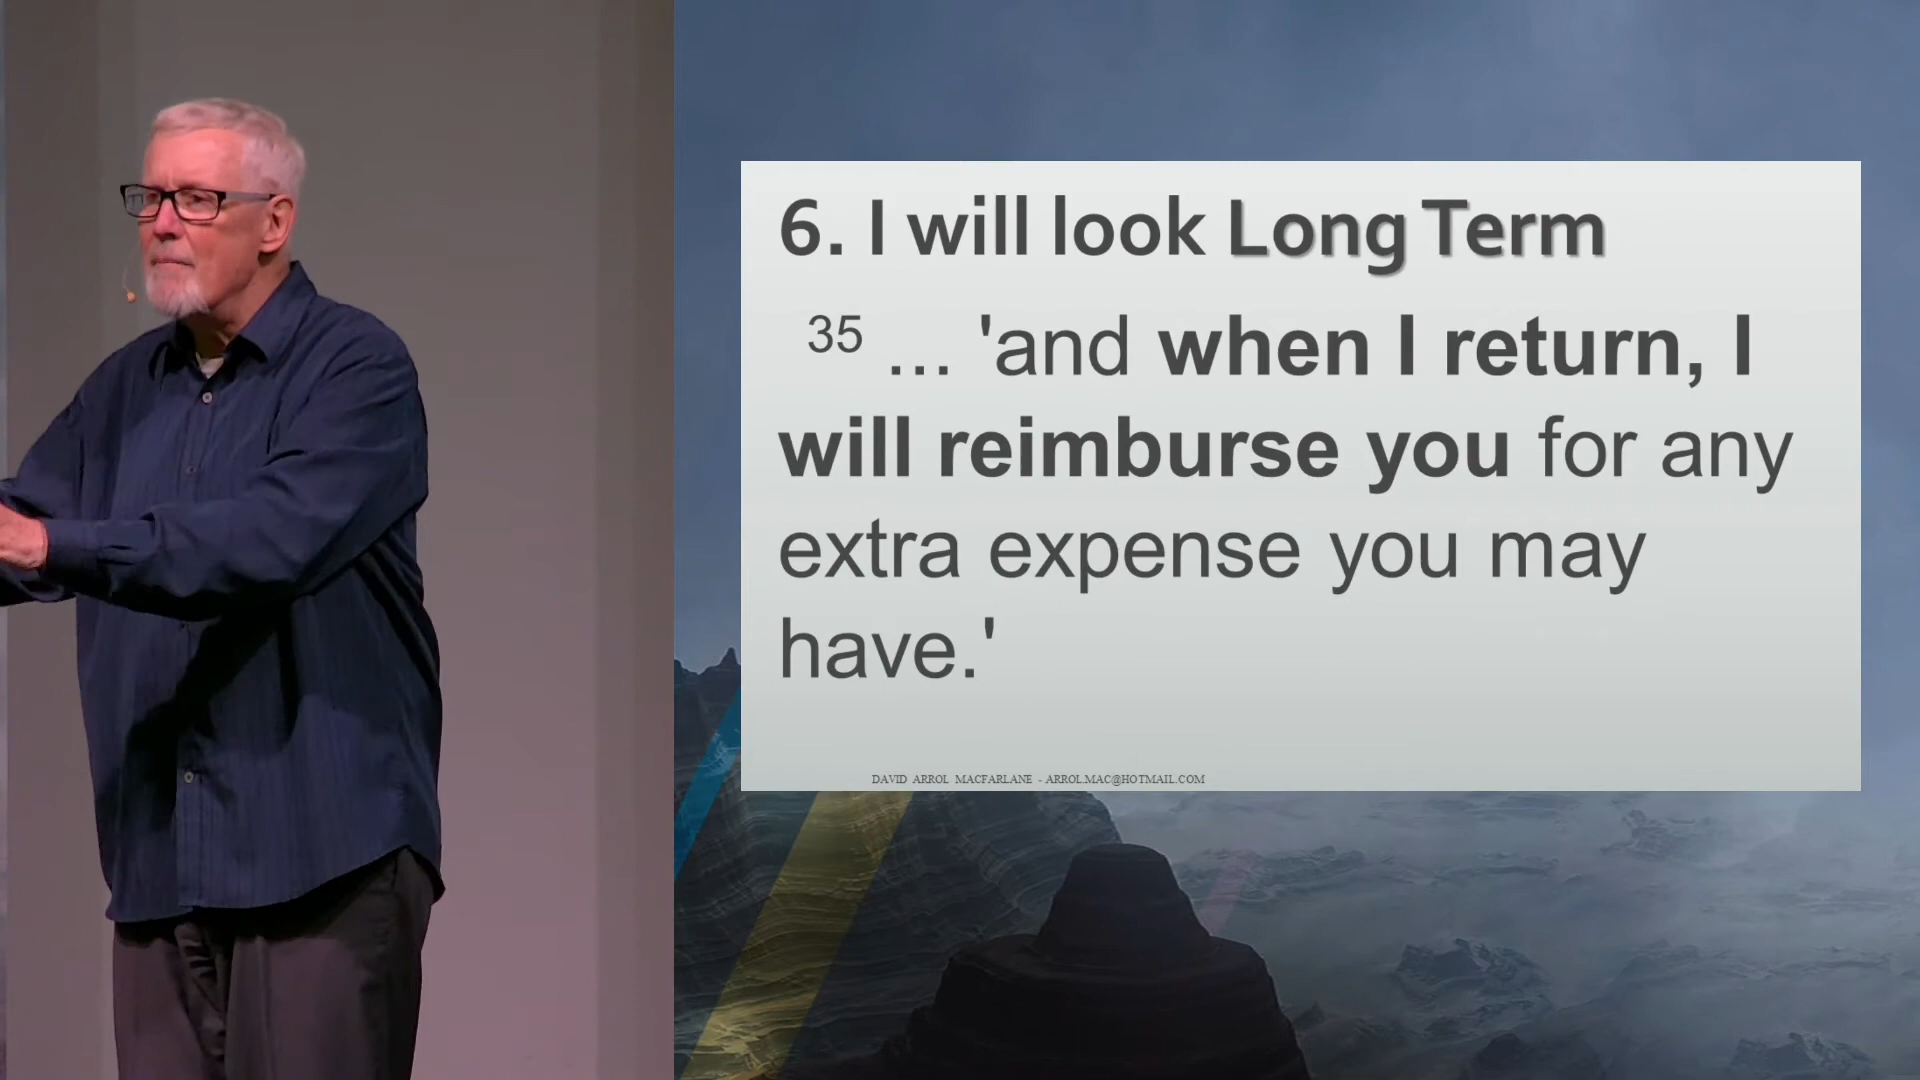 6. I will look Long Term
35 ... 'and when I return, I
will reimburse you for any
extra expense you may
have.'
DAVID ARROL MACFARLANE - ARROL.MAC@HOTMAIL.COM